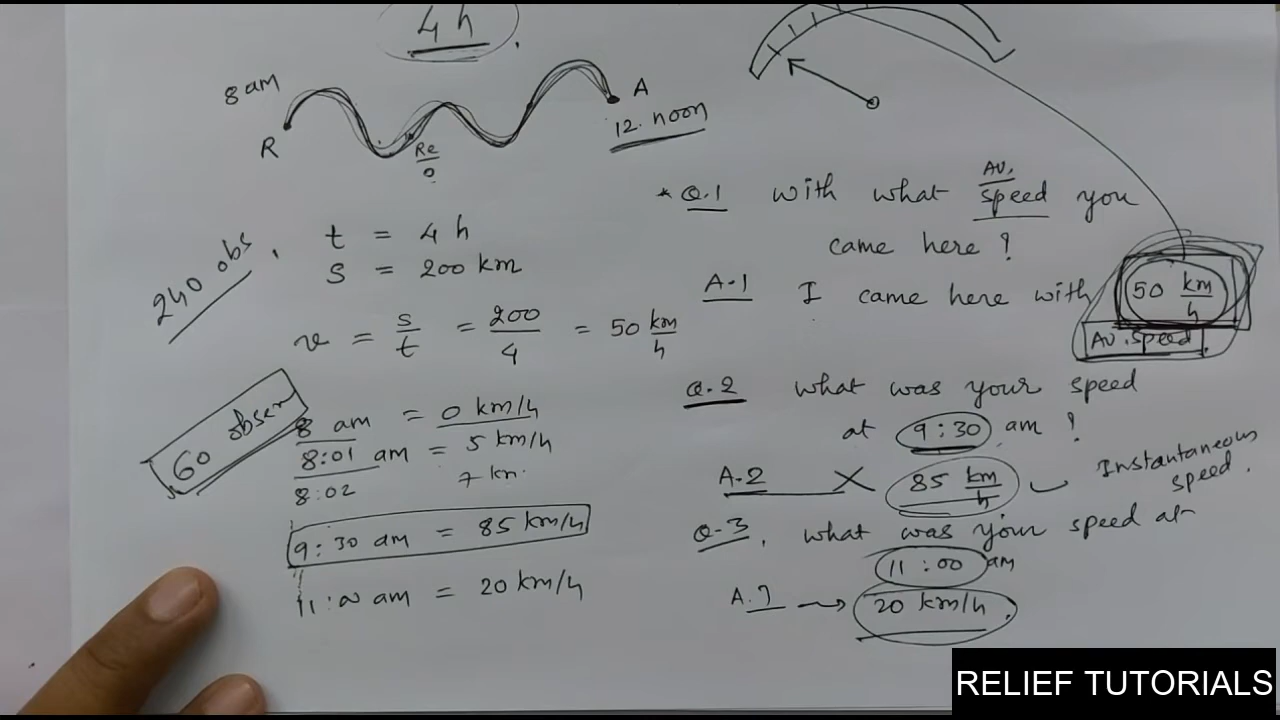 4 h
8 am
R
Re
0
A
12. noon
240 obs
t = 4 h
S = 200 km
v = s/t = 200/4 = 50 km/h
60 obser
8 am = 0 km/h
8:01 am = 5 km/h
8:02 7 km
9:30 am = 85 km/h
11:00 am = 20 km/h
* Q.1 With what AV. speed you
came here ?
A.1 I came here with 50 km/h
AV. speed.
Q.2 What was your speed
at 9:30 am ?
A.2 × 85 km/h
Instantaneous
speed.
Q.3. What was your speed at
11:00 am
A.3 → 20 km/h.
RELIEF TUTORIALS